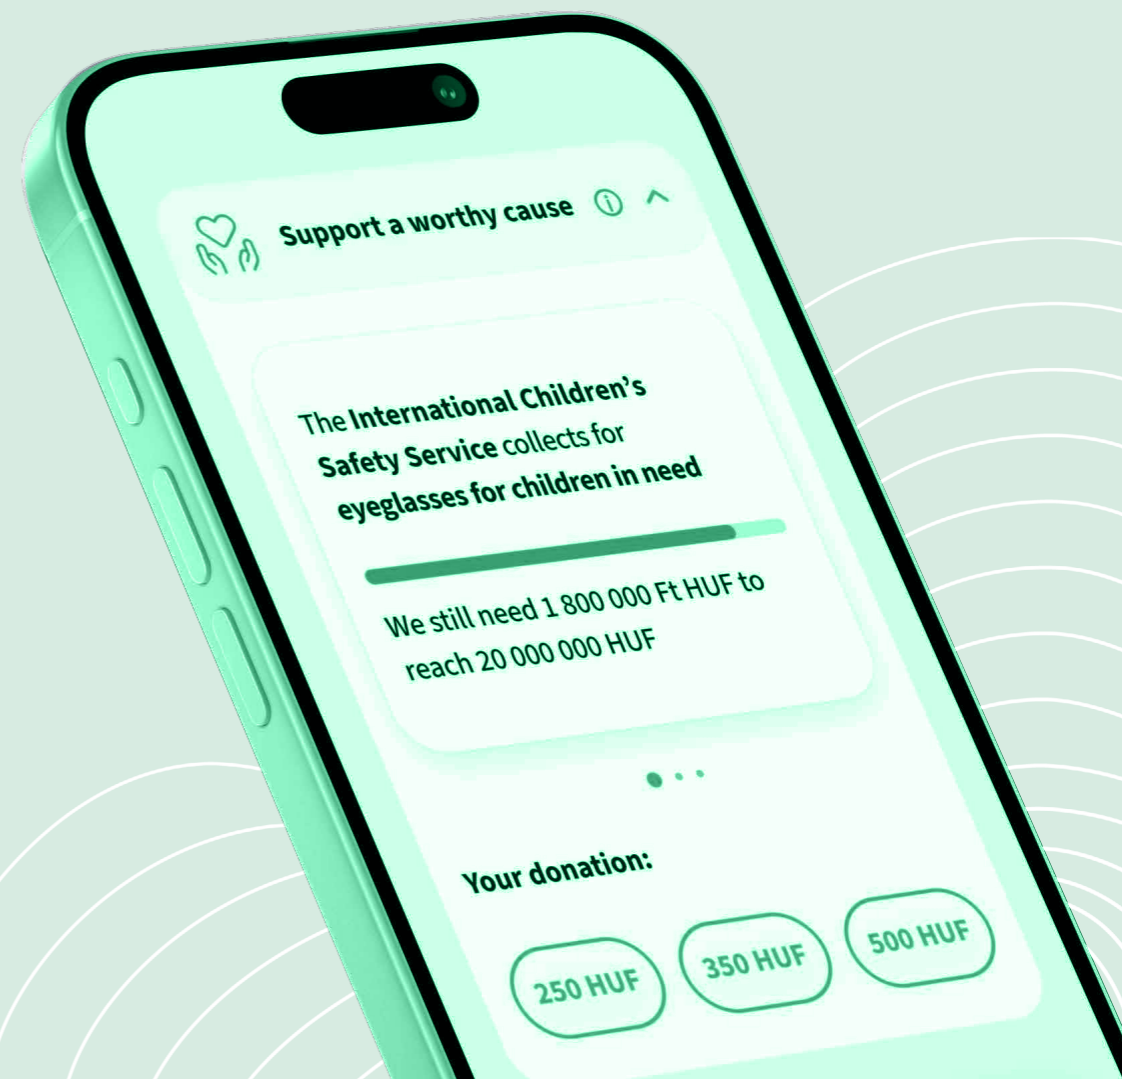 Support a worthy cause
The International Children's
Safety Service collects for
eyeglasses for children in need
We still need 1 800 000 Ft HUF to
reach 20 000 000 HUF
Your donation:
250 HUF
350 HUF
500 HUF